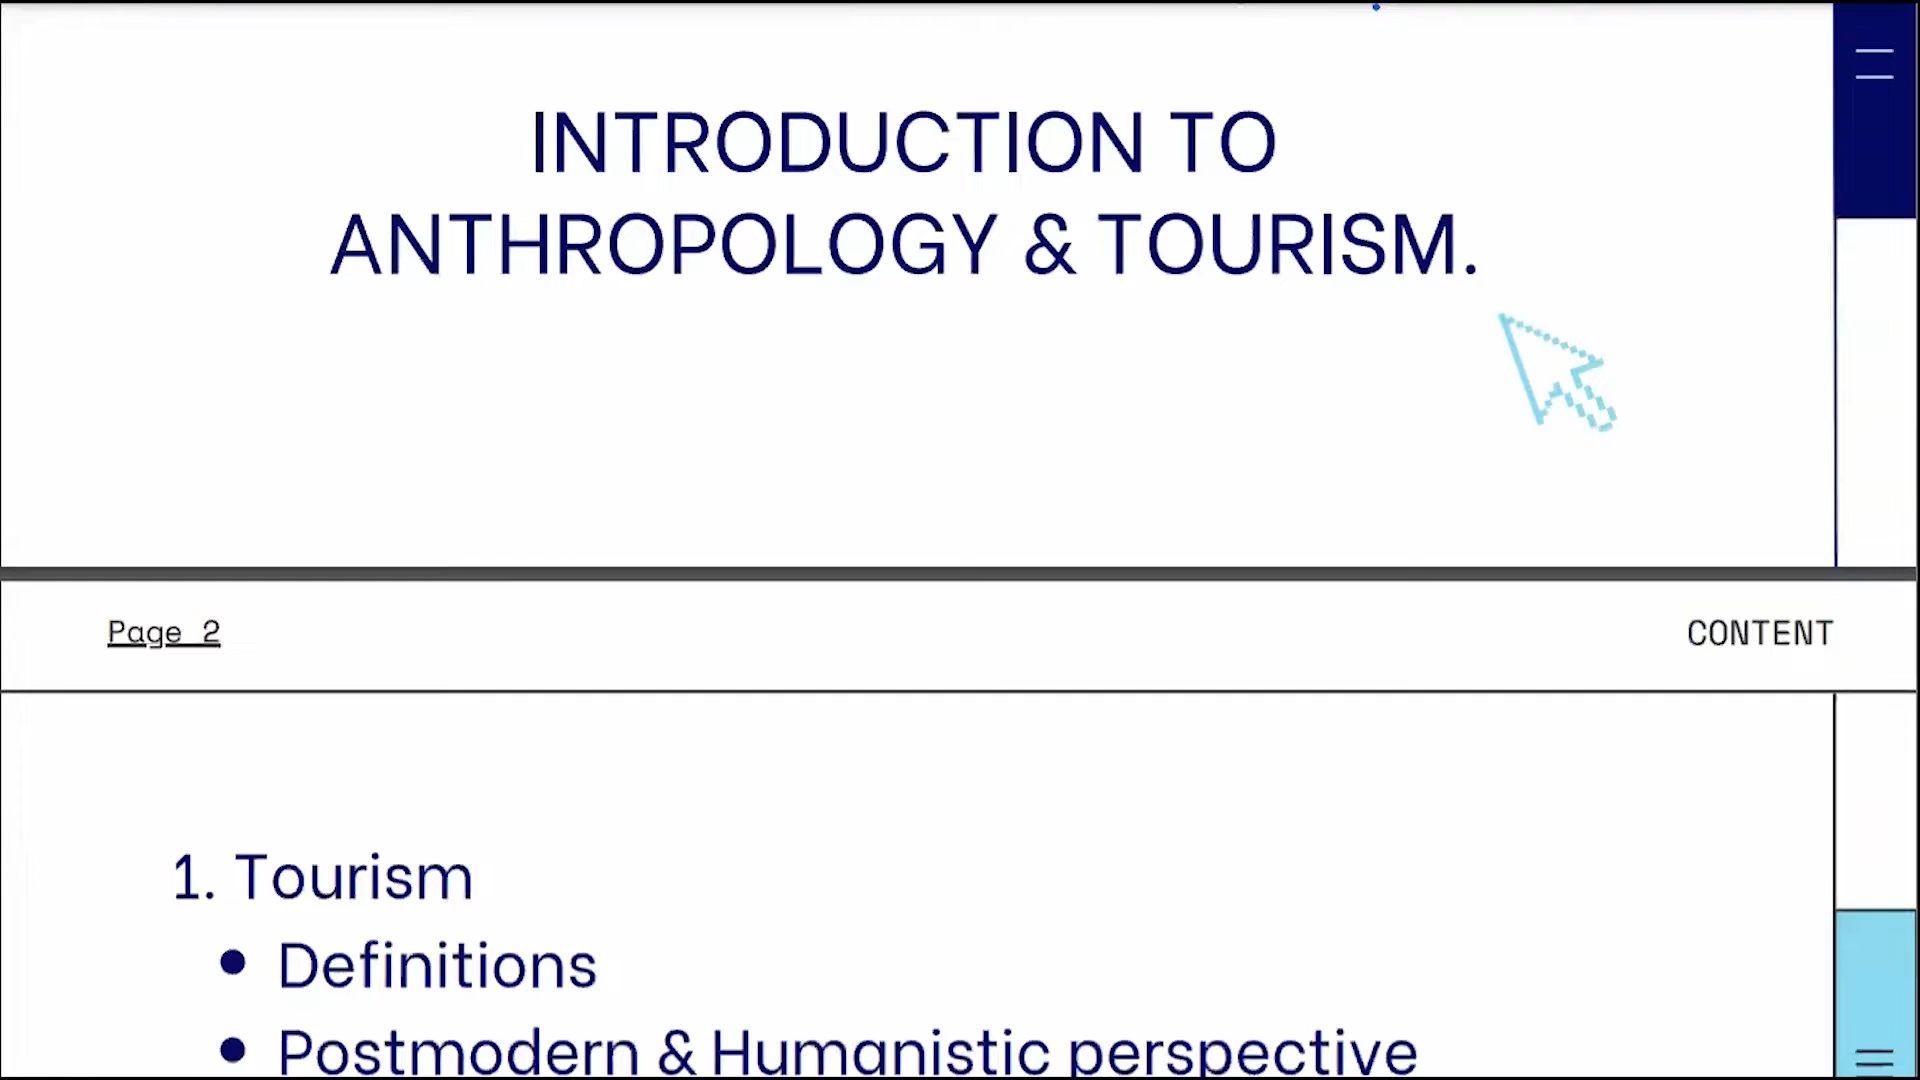 INTRODUCTION TO
ANTHROPOLOGY & TOURISM.
Page 2
CONTENT
1. Tourism
• Definitions
• Postmodern & Humanistic perspective